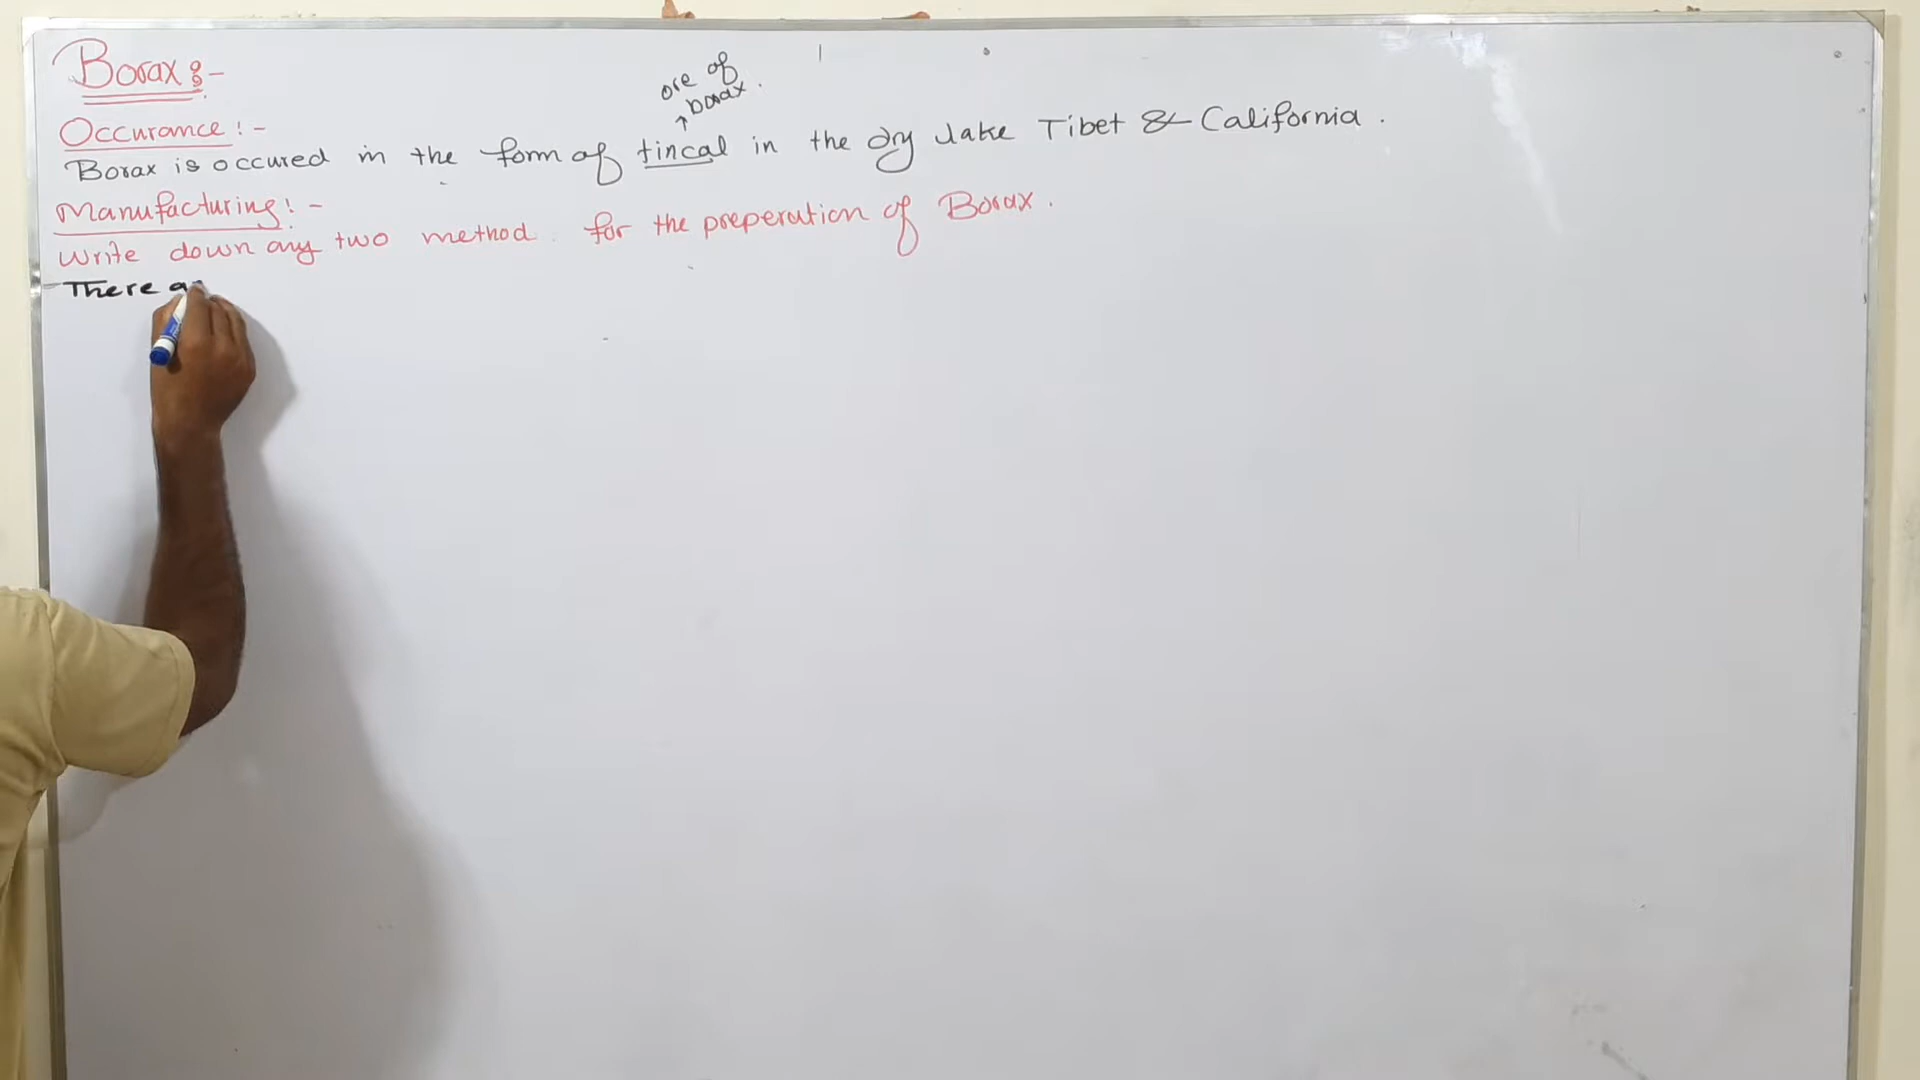 Borax :-
ore of
borax.
Occurance :-
Borax is occured in the form of tincal in the dry lake Tibet & California .
Manufacturing :-
Write down any two method for the preperation of Borax .
There a